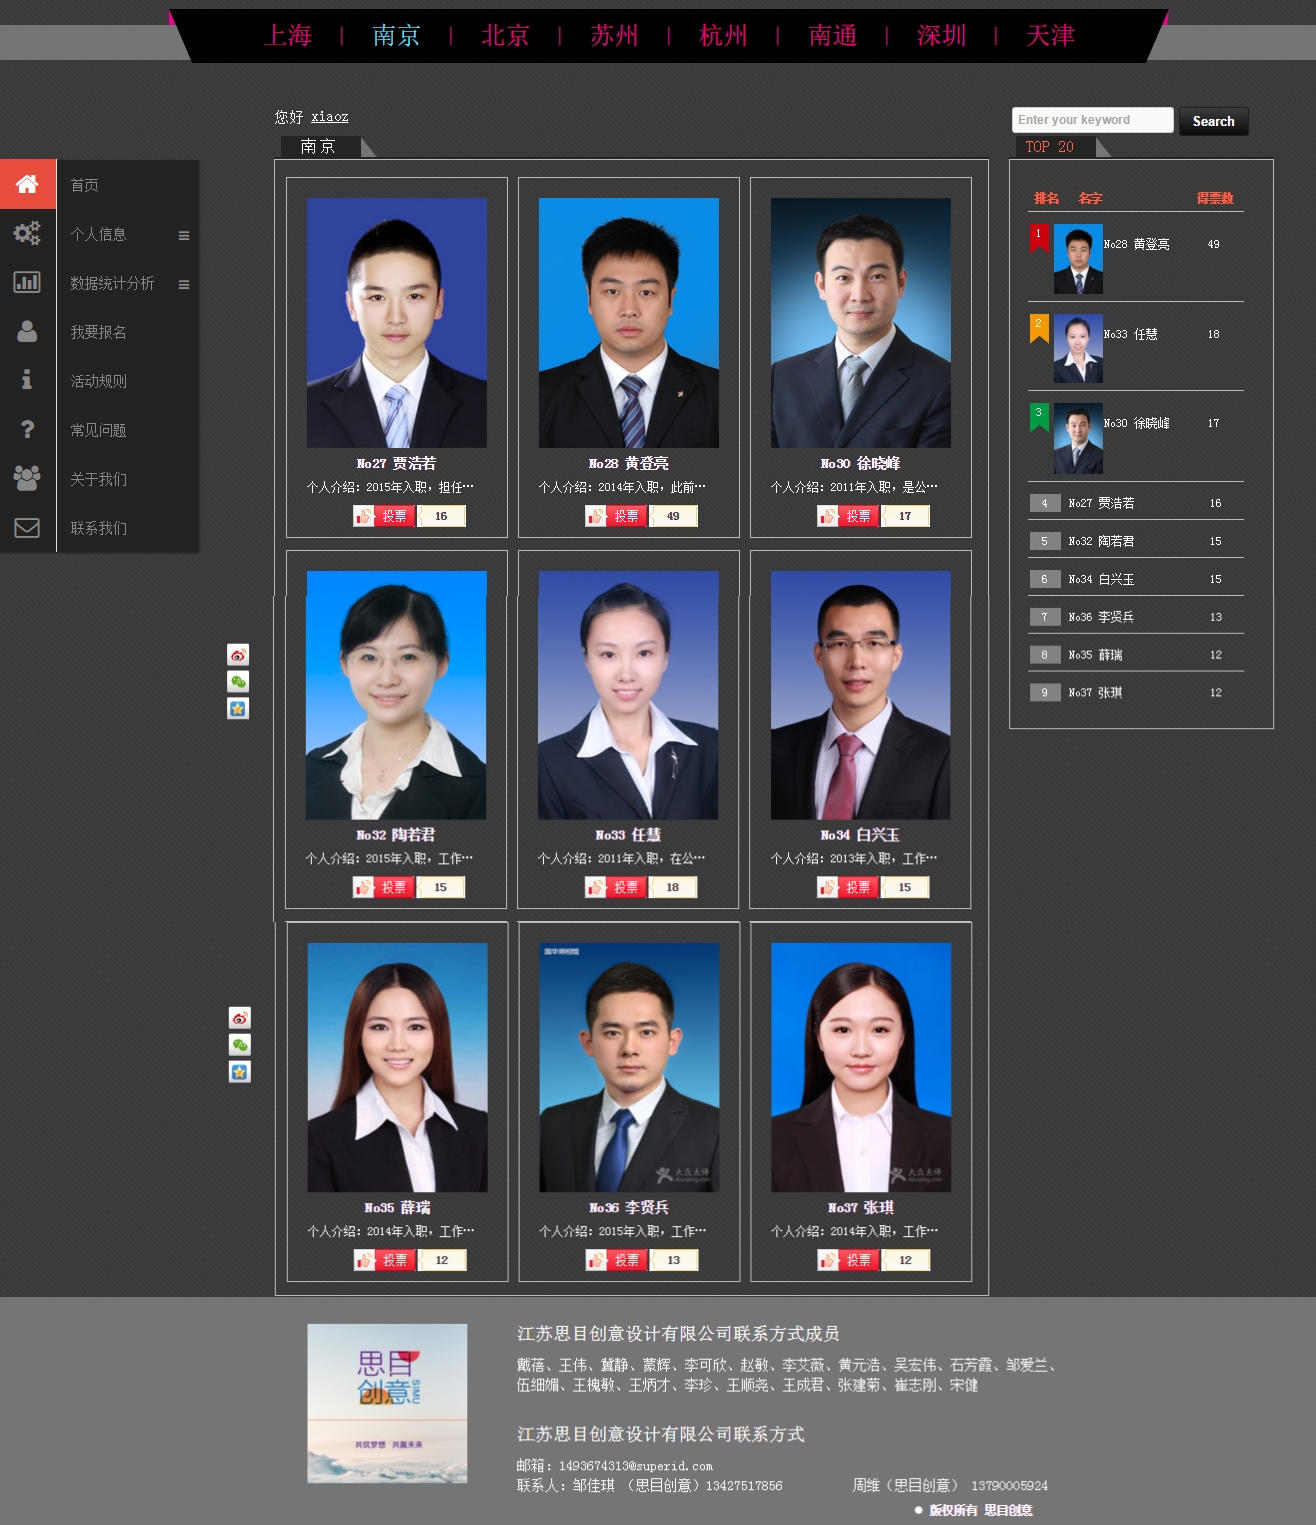 上海 | 南京 | 北京 | 苏州 | 杭州 | 南通 | 深圳 | 天津
您好 xiaoz
Enter your keyword Search
南京
TOP 20
首页
个人信息
数据统计分析
我要报名
活动规则
常见问题
关于我们
联系我们
No27 贾浩若
个人介绍：2015年入职，担任…
投票 16
No28 黄登亮
个人介绍：2014年入职，此前…
投票 49
No30 徐晓峰
个人介绍：2011年入职，是公…
投票 17
No32 陶若君
个人介绍：2015年入职，工作…
投票 15
No33 任慧
个人介绍：2011年入职，在公…
投票 18
No34 白兴玉
个人介绍：2013年入职，工作…
投票 15
国华照相馆
大众点评
dianping.com
大众点评
dianping.com
No35 薛瑞
个人介绍：2014年入职，工作…
投票 12
No36 李贤兵
个人介绍：2015年入职，工作…
投票 13
No37 张琪
个人介绍：2014年入职，工作…
投票 12
排名 名字 得票数
1 No28 黄登亮 49
2 No33 任慧 18
3 No30 徐晓峰 17
4 No27 贾浩若 16
5 No32 陶若君 15
6 No34 白兴玉 15
7 No36 李贤兵 13
8 No35 薛瑞 12
9 No37 张琪 12
思目
创意
SIMU
共筑梦想 共赢未来
江苏思目创意设计有限公司联系方式成员
戴蓓、王伟、冀静、蒙辉、李可欣、赵敏、李艾薇、黄元浩、吴宏伟、石芳霞、邹爱兰、
伍细媚、王槐敏、王炳才、李珍、王顺尧、王成君、张建菊、崔志刚、宋健
江苏思目创意设计有限公司联系方式
邮箱：1493674313@superid.com
联系人：邹佳琪 （思目创意）13427517856 周维（思目创意） 13790005924
● 版权所有 思目创意